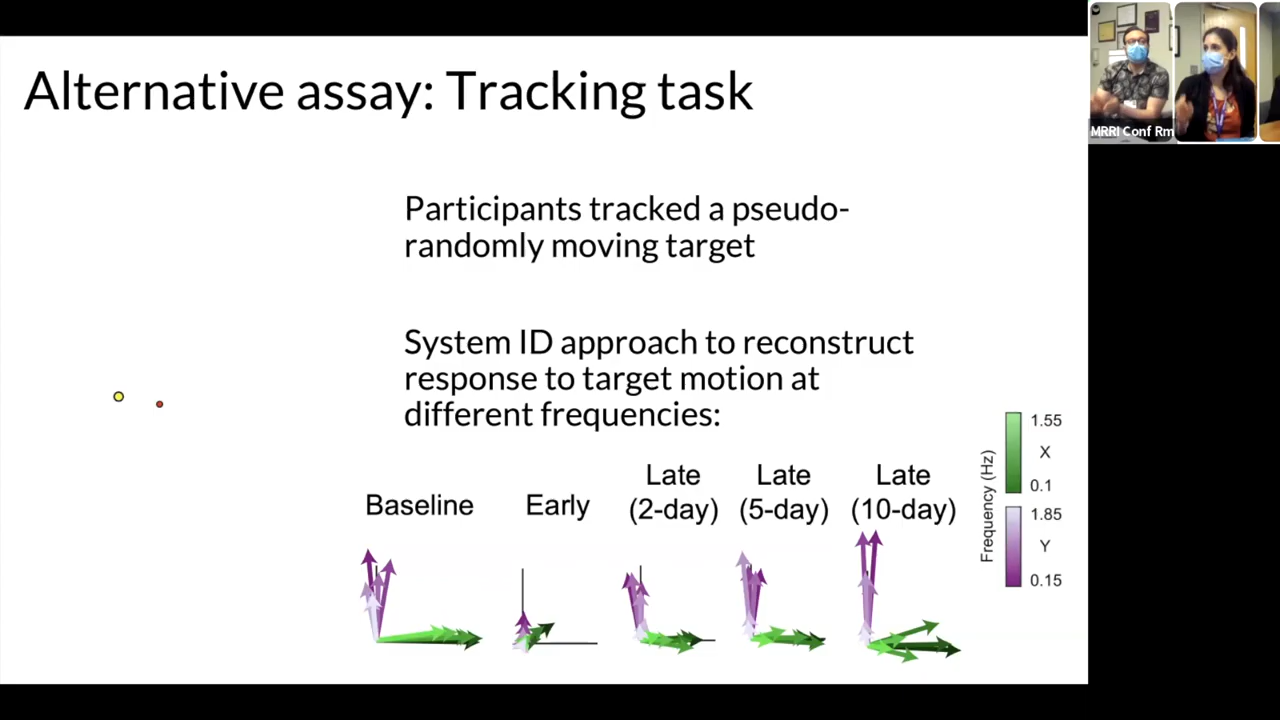 Alternative assay: Tracking task
MRRI Conf Rm
Participants tracked a pseudo-
randomly moving target
System ID approach to reconstruct
response to target motion at
different frequencies:
Baseline
Early
Late
(2-day)
Late
(5-day)
Late
(10-day)
Frequency (Hz)
1.55
X
0.1
1.85
Y
0.15